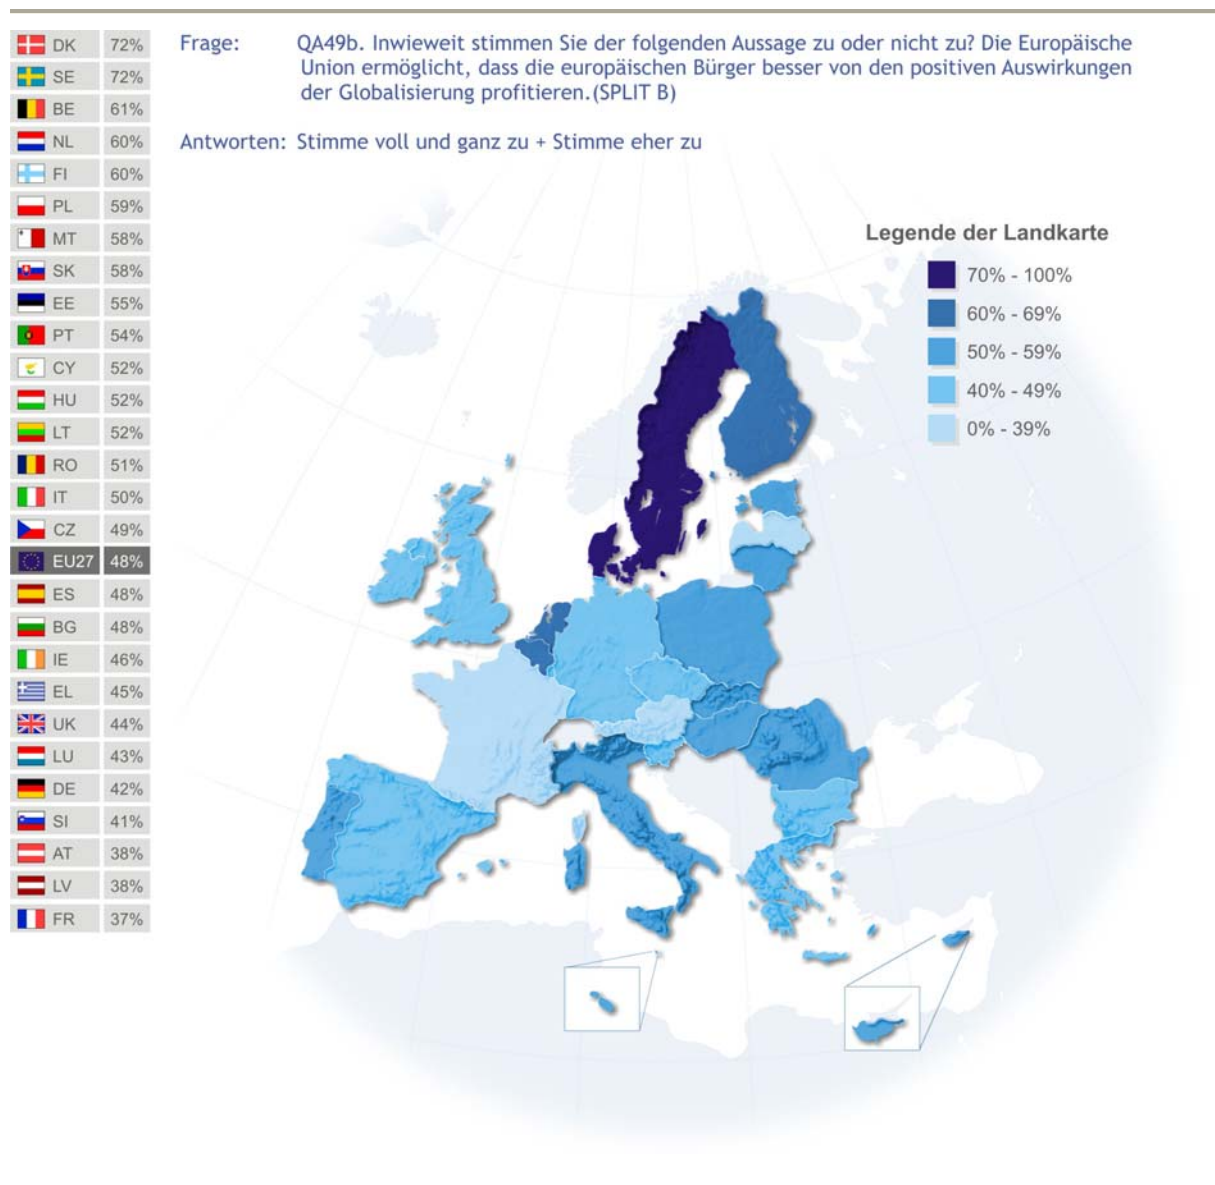 Frage: QA49b. Inwieweit stimmen Sie der folgenden Aussage zu oder nicht zu? Die Europäische
Union ermöglicht, dass die europäischen Bürger besser von den positiven Auswirkungen
der Globalisierung profitieren.(SPLIT B)
Antworten: Stimme voll und ganz zu + Stimme eher zu
DK 72%
SE 72%
BE 61%
NL 60%
FI 60%
PL 59%
MT 58%
SK 58%
EE 55%
PT 54%
CY 52%
HU 52%
LT 52%
RO 51%
IT 50%
CZ 49%
EU27 48%
ES 48%
BG 48%
IE 46%
EL 45%
UK 44%
LU 43%
DE 42%
SI 41%
AT 38%
LV 38%
FR 37%
Legende der Landkarte
70% - 100%
60% - 69%
50% - 59%
40% - 49%
0% - 39%